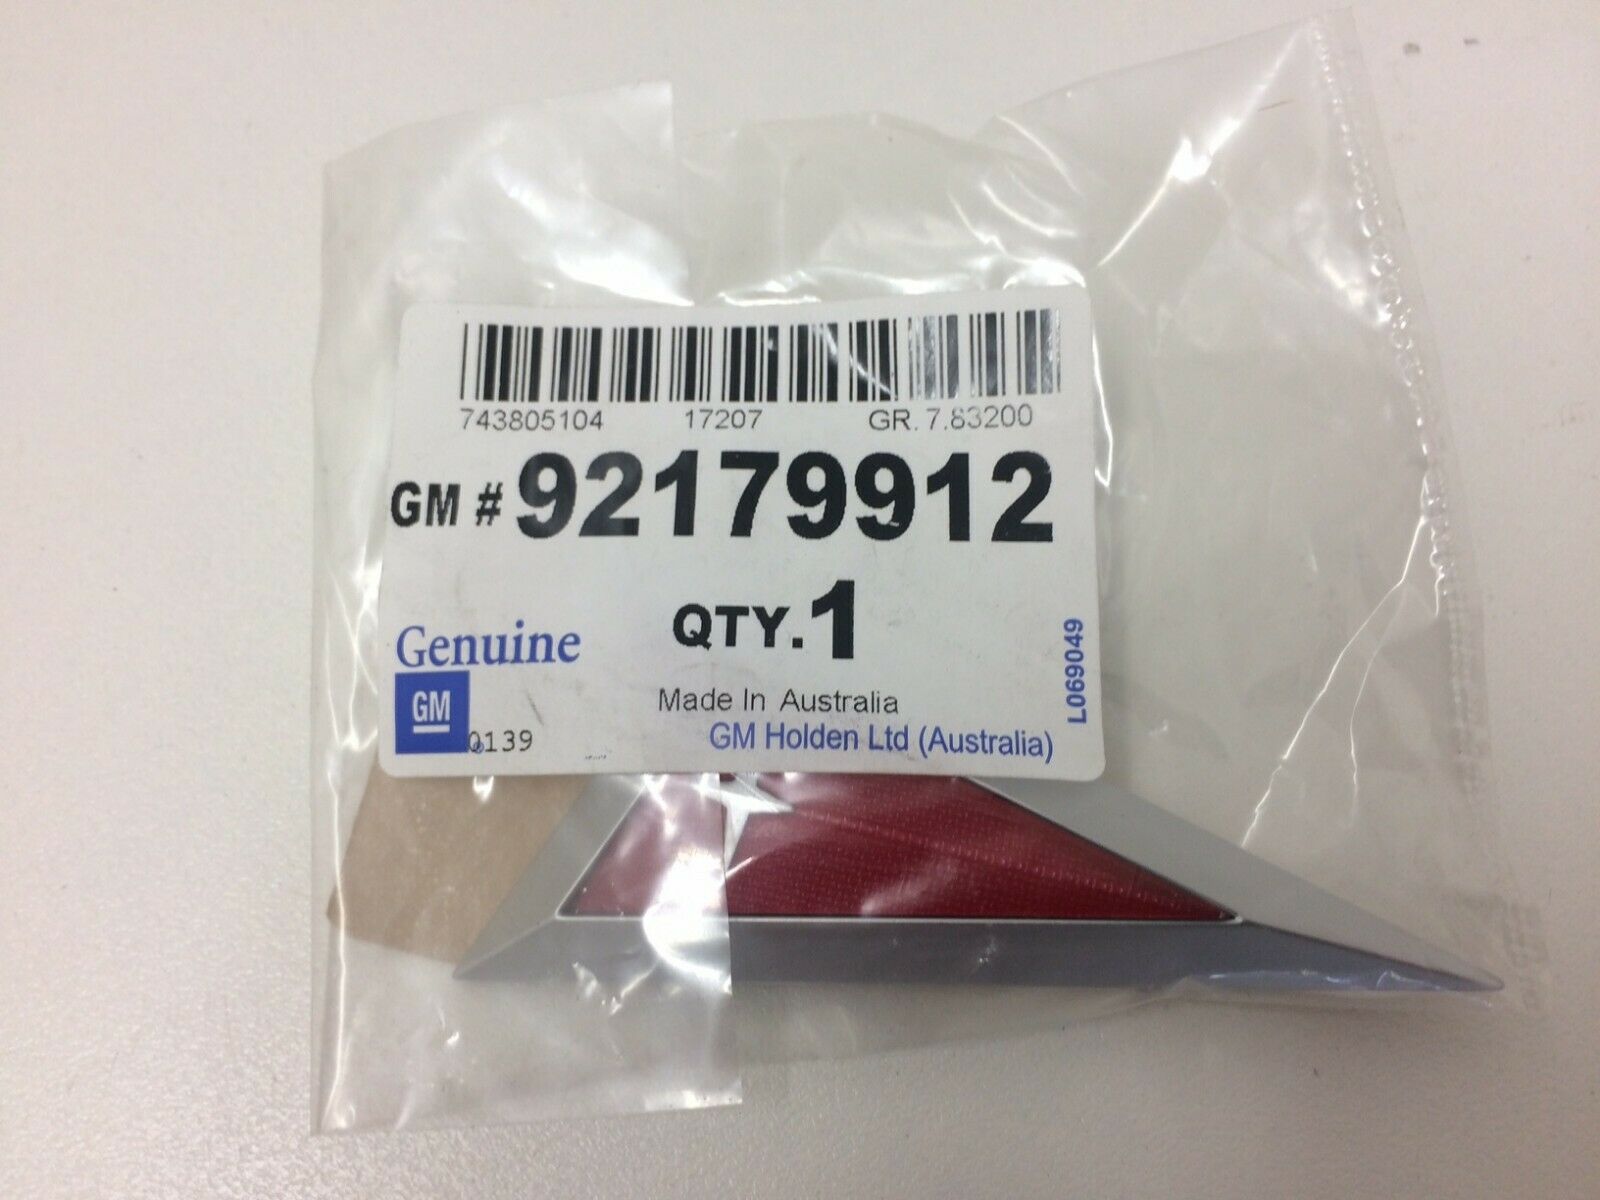 743805104 17207 GR. 7.83200
GM # 92179912
QTY. 1
Genuine
GM
0139
Made In Australia
GM Holden Ltd (Australia)
L069049